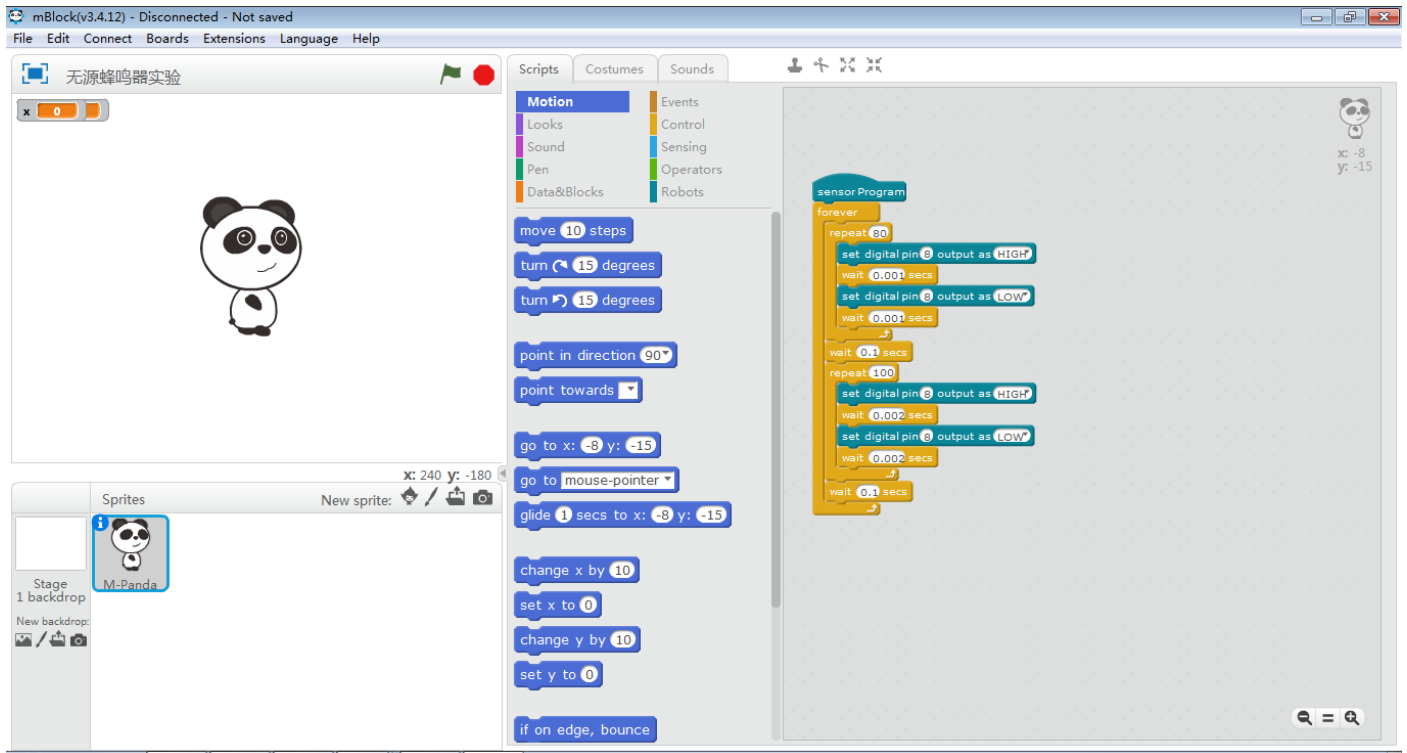 mBlock(v3.4.12) - Disconnected - Not saved
File Edit Connect Boards Extensions Language Help
无源蜂鸣器实验
x 0
x: 240 y: -180
Sprites New sprite:
M-Panda
Stage
1 backdrop
New backdrop:
Scripts Costumes Sounds
Motion Events
Looks Control
Sound Sensing
Pen Operators
Data&Blocks Robots
move 10 steps
turn 15 degrees
turn 15 degrees
point in direction 90
point towards
go to x: -8 y: -15
go to mouse-pointer
glide 1 secs to x: -8 y: -15
change x by 10
set x to 0
change y by 10
set y to 0
if on edge, bounce
x: -8
y: -15
sensor Program
forever
repeat 80
set digital pin 8 output as HIGH
wait 0.001 secs
set digital pin 8 output as LOW
wait 0.001 secs
wait 0.1 secs
repeat 100
set digital pin 8 output as HIGH
wait 0.002 secs
set digital pin 8 output as LOW
wait 0.002 secs
wait 0.1 secs